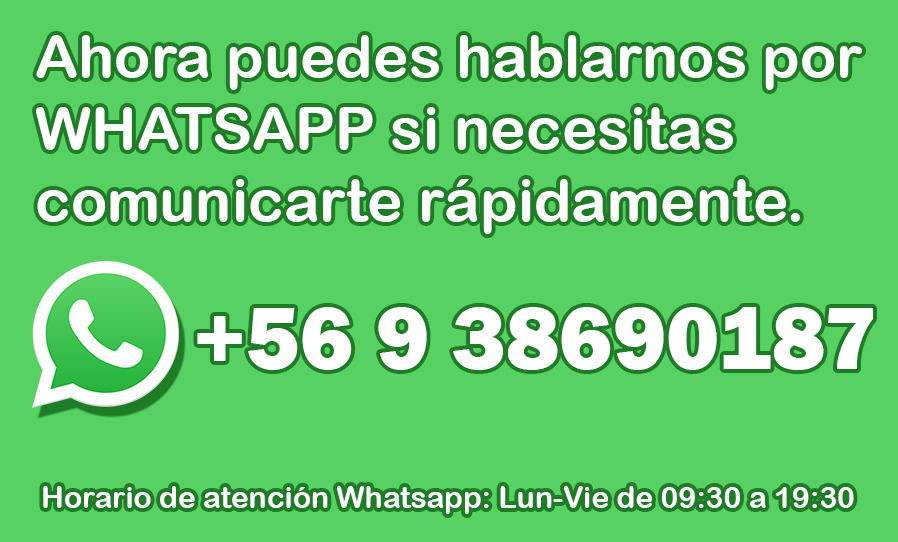 Ahora puedes hablarnos por
WHATSAPP si necesitas
comunicarte rápidamente.
+56 9 38690187
Horario de atención Whatsapp: Lun-Vie de 09:30 a 19:30